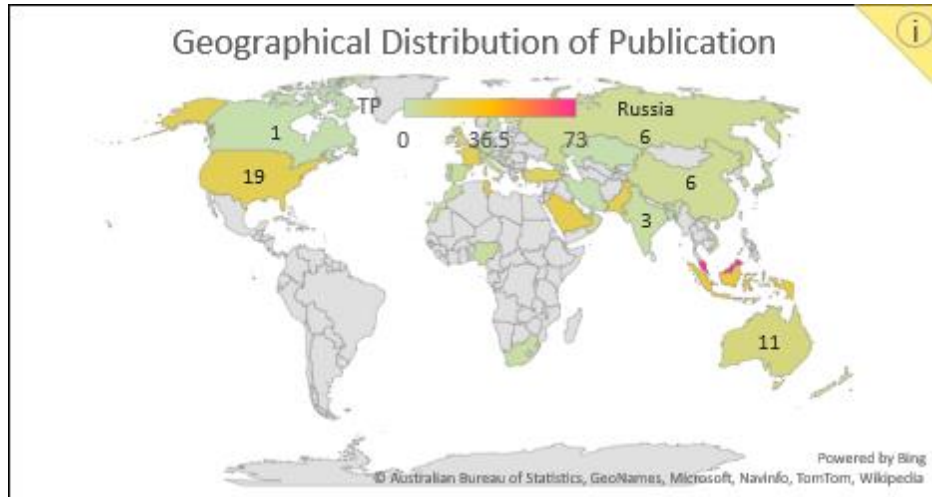 Geographical Distribution of Publication
i
TP
0 36.5 73
Russia
6
1
19
6
3
11
Powered by Bing
© Australian Bureau of Statistics, GeoNames, Microsoft, Navinfo, TomTom, Wikipedia